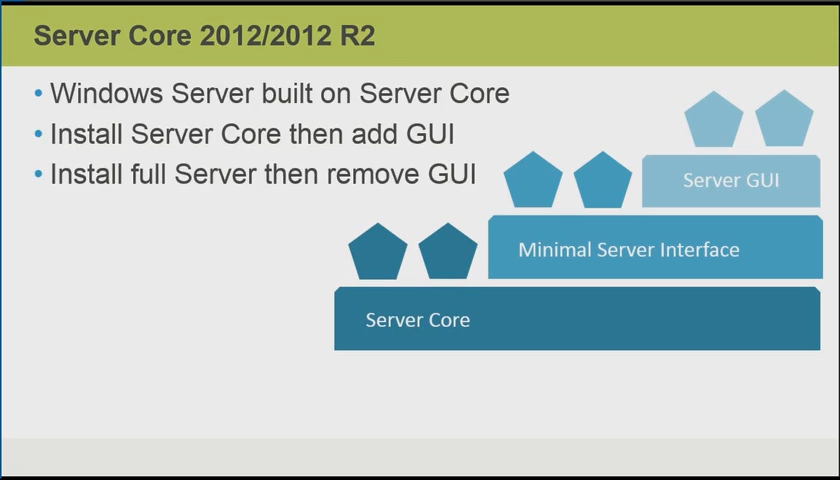 Server Core 2012/2012 R2
• Windows Server built on Server Core
• Install Server Core then add GUI
• Install full Server then remove GUI
Server GUI
Minimal Server Interface
Server Core